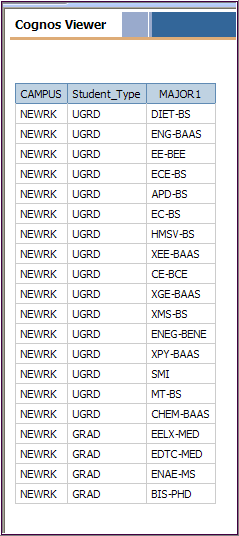 Cognos Viewer
CAMPUS Student_Type MAJOR1
NEWRK UGRD DIET-BS
NEWRK UGRD ENG-BAAS
NEWRK UGRD EE-BEE
NEWRK UGRD ECE-BS
NEWRK UGRD APD-BS
NEWRK UGRD EC-BS
NEWRK UGRD HMSV-BS
NEWRK UGRD XEE-BAAS
NEWRK UGRD CE-BCE
NEWRK UGRD XGE-BAAS
NEWRK UGRD XMS-BS
NEWRK UGRD ENEG-BENE
NEWRK UGRD XPY-BAAS
NEWRK UGRD SMI
NEWRK UGRD MT-BS
NEWRK UGRD CHEM-BAAS
NEWRK GRAD EELX-MED
NEWRK GRAD EDTC-MED
NEWRK GRAD ENAE-MS
NEWRK GRAD BIS-PHD